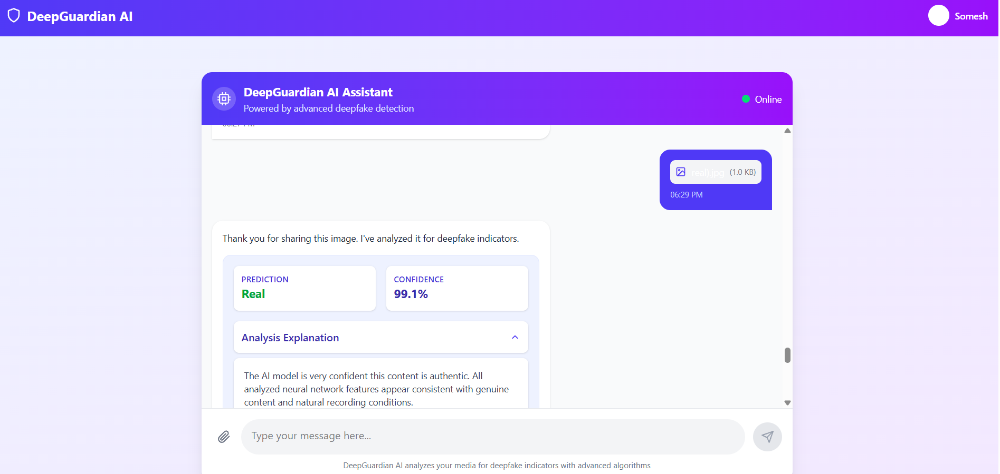 DeepGuardian AI
Somesh
DeepGuardian AI Assistant
Powered by advanced deepfake detection
Online
06:27 PM
real).jpg (1.0 KB)
06:29 PM
Thank you for sharing this image. I've analyzed it for deepfake indicators.
PREDICTION
Real
CONFIDENCE
99.1%
Analysis Explanation
The AI model is very confident this content is authentic. All
analyzed neural network features appear consistent with genuine
content and natural recording conditions.
Type your message here...
DeepGuardian AI analyzes your media for deepfake indicators with advanced algorithms